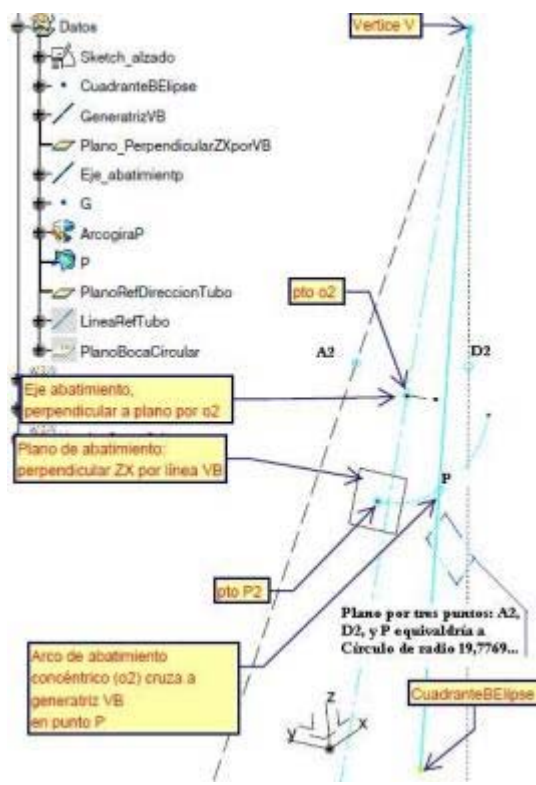 Datos
Vertice V
Sketch_alzado
CuadranteBElipse
GeneratrizVB
Plano_PerpendicularZXporVB
Eje_abatimientp
G
ArcogiraP
P
PlanoRefDireccionTubo
LineaRefTubo
PlanoBocaCircular
pto o2
A2
D2
Eje abatimiento,
perpendicular a plano por o2
Plano de abatimiento:
perpendicular ZX por línea VB
P
pto P2
Plano por tres puntos: A2,
D2, y P equivaldría a
Círculo de radio 19,7769...
Arco de abatimiento
concéntrico (o2) cruza a
generatriz VB
en punto P
CuadranteBElipse
z
y
x